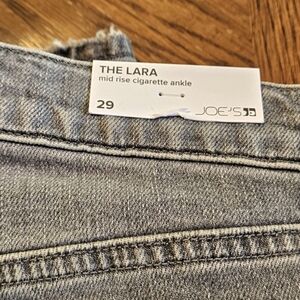 THE LARA
mid rise cigarette ankle
29
JOE'S